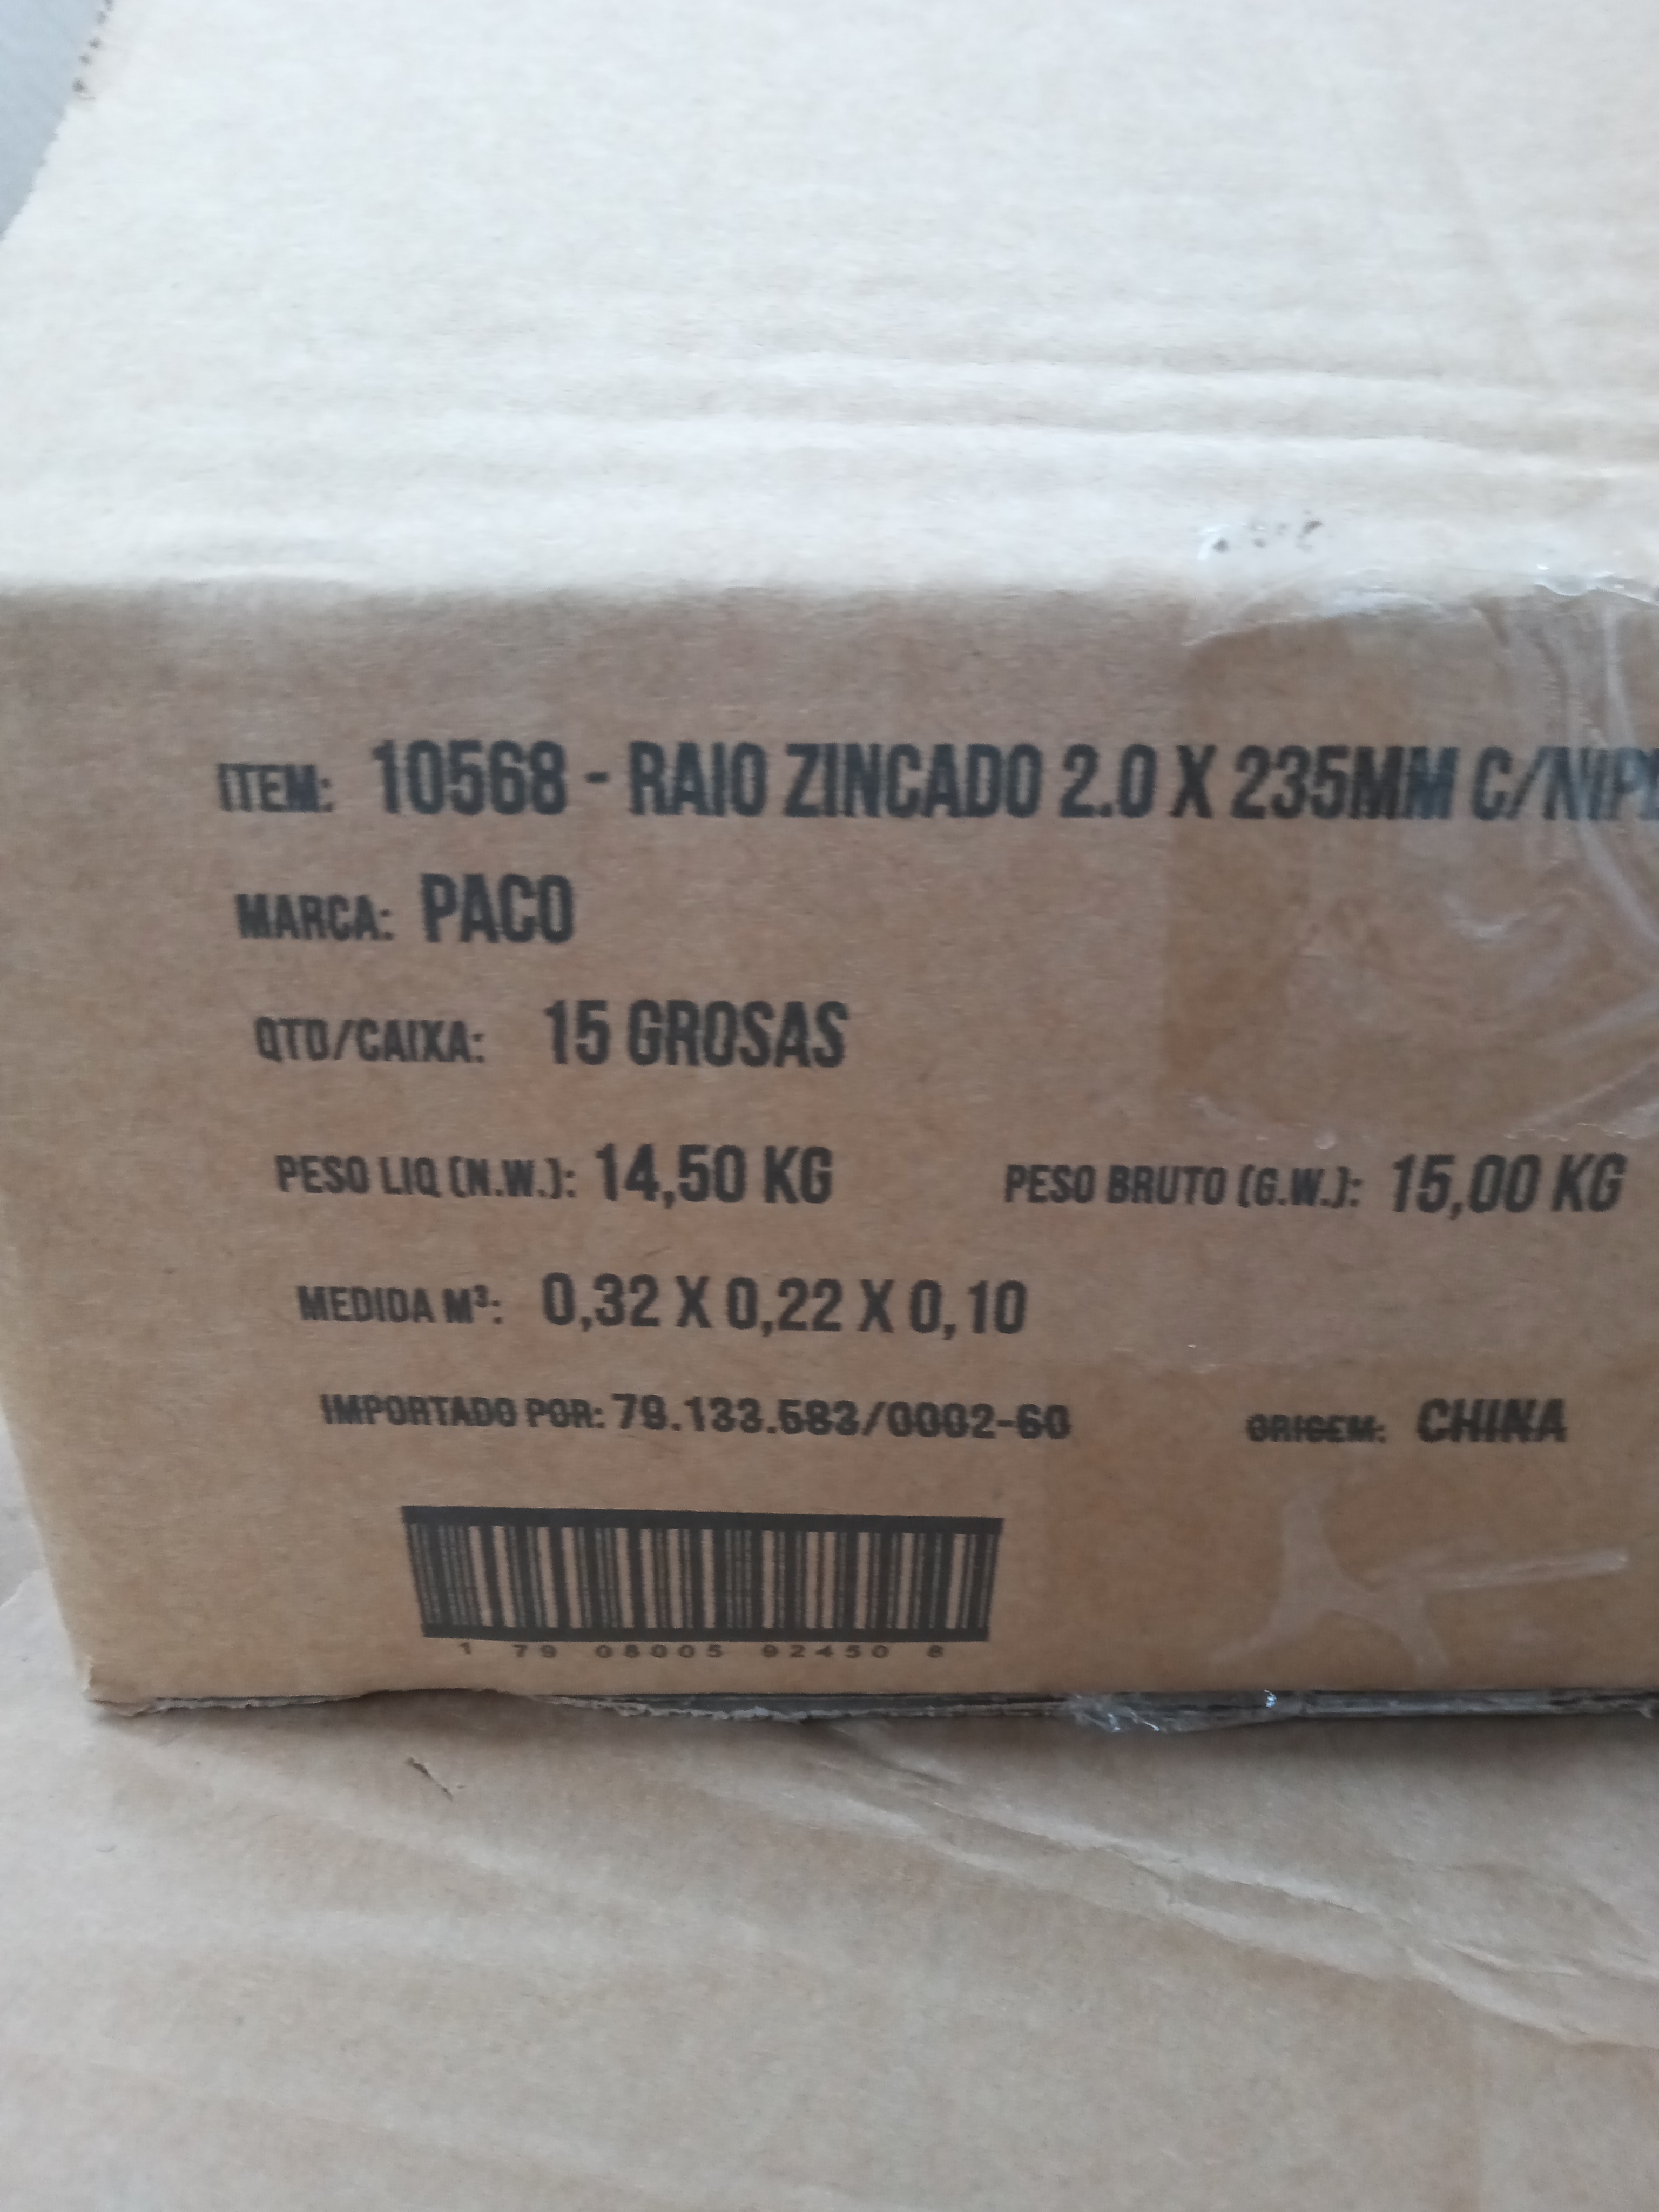 ITEM: 10568 - RAIO ZINCADO 2.0 X 235MM C/NIP
MARCA: PACO
QTD/CAIXA: 15 GROSAS
PESO LIQ (N.W.): 14,50 KG PESO BRUTO (G.W.): 15,00 KG
MEDIDA M³: 0,32 X 0,22 X 0,10
IMPORTADO POR: 79.133.583/0002-60 ORIGEM: CHINA
1 79 08005 92450 8